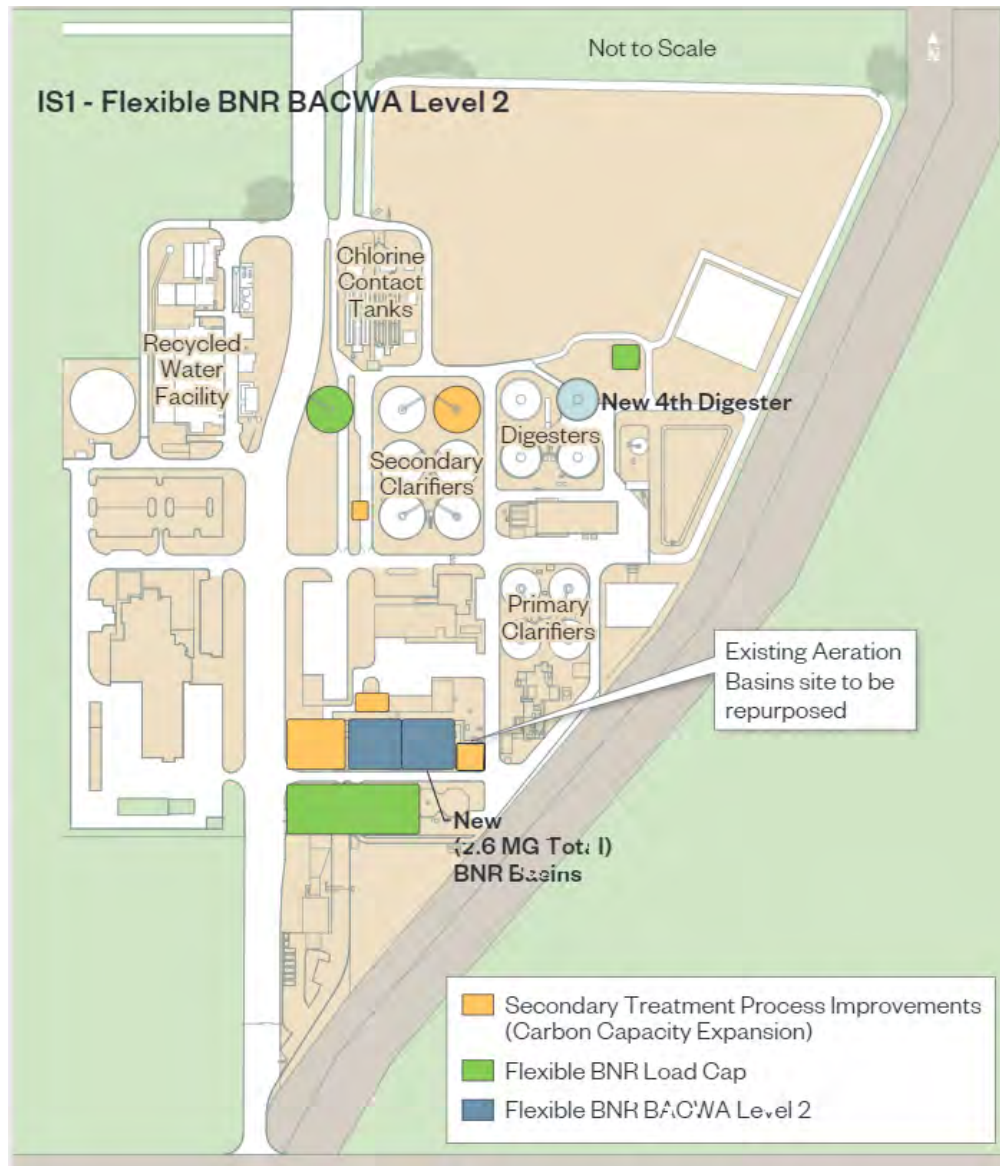 Not to Scale
IS1 - Flexible BNR BACWA Level 2
Chlorine
Contact
Tanks
Recycled
Water
Facility
New 4th Digester
Digesters
Secondary
Clarifiers
Primary
Clarifiers
Existing Aeration
Basins site to be
repurposed
New
(2.6 MG Total)
BNR Basins
Secondary Treatment Process Improvements
(Carbon Capacity Expansion)
Flexible BNR Load Cap
Flexible BNR BACWA Level 2